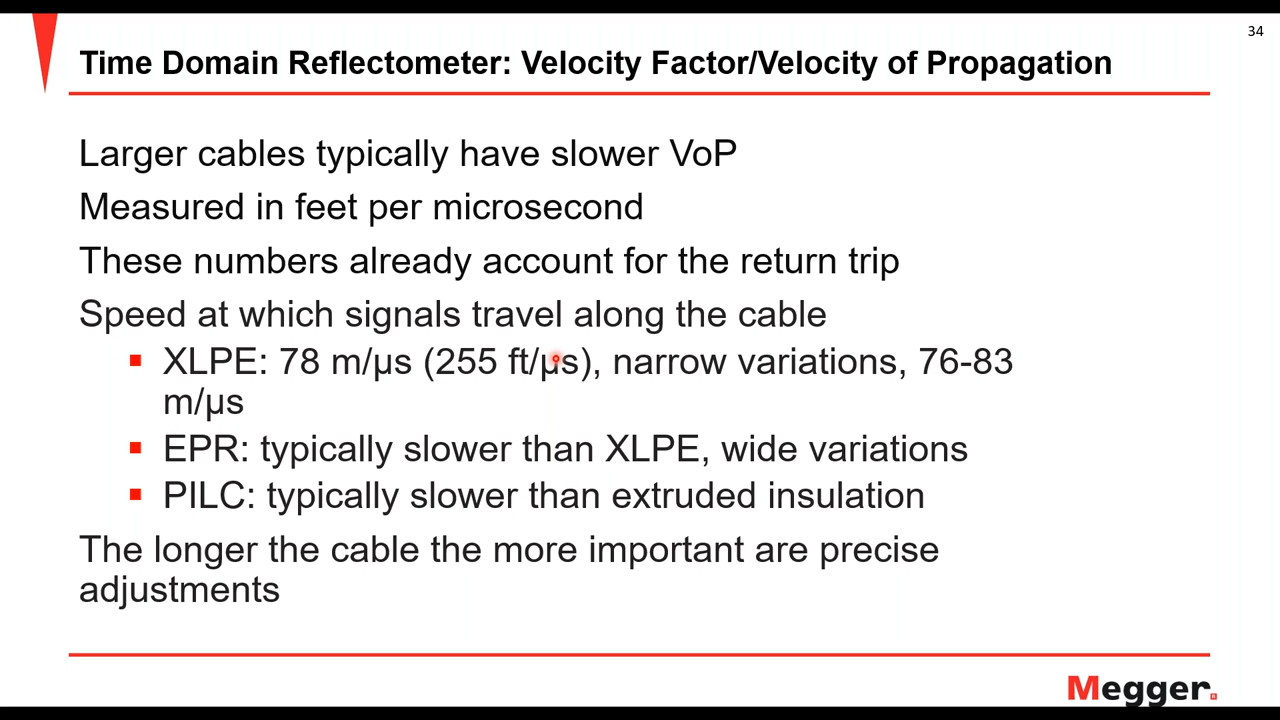 34
Time Domain Reflectometer: Velocity Factor/Velocity of Propagation
Larger cables typically have slower VoP
Measured in feet per microsecond
These numbers already account for the return trip
Speed at which signals travel along the cable
▪ XLPE: 78 m/µs (255 ft/µs), narrow variations, 76-83
m/µs
▪ EPR: typically slower than XLPE, wide variations
▪ PILC: typically slower than extruded insulation
The longer the cable the more important are precise
adjustments
Megger.